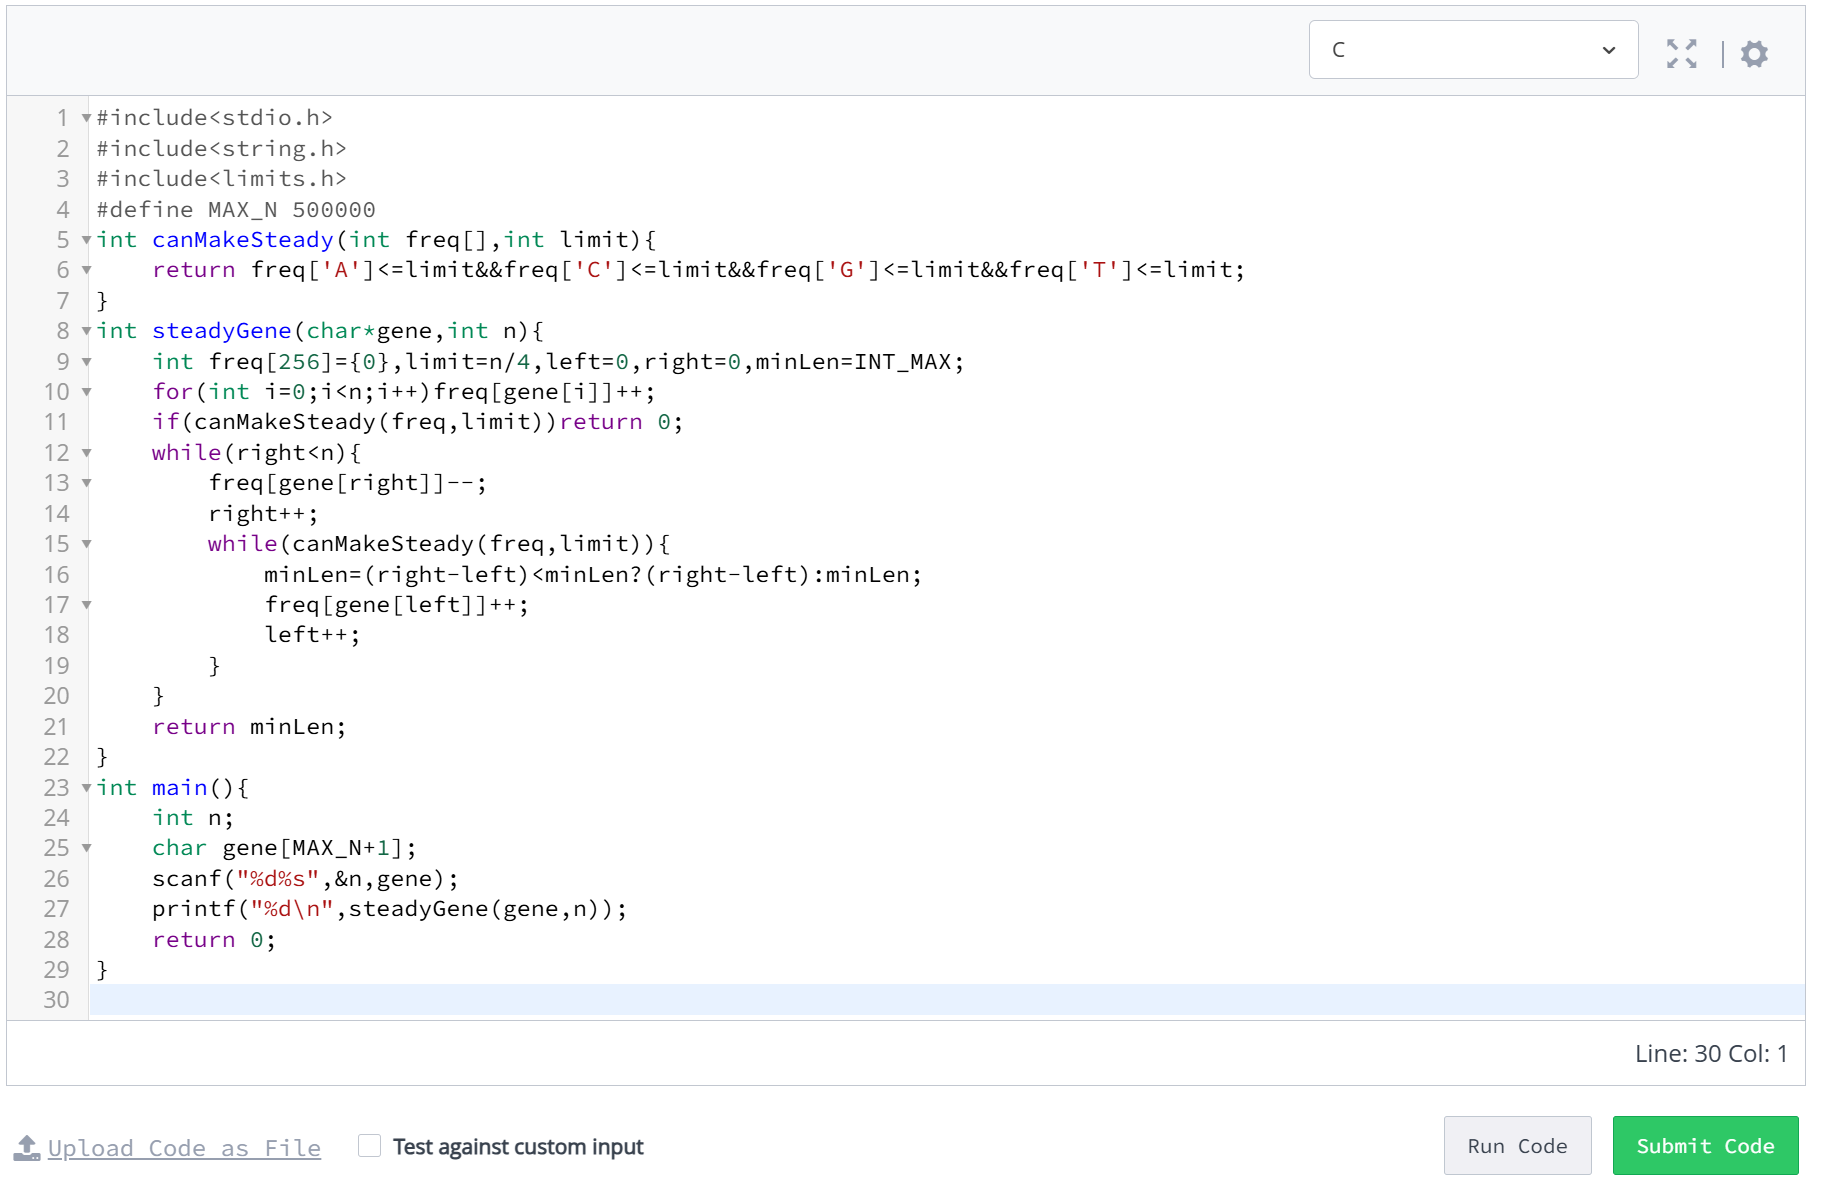 C
1 #include<stdio.h>
2 #include<string.h>
3 #include<limits.h>
4 #define MAX_N 500000
5 int canMakeSteady(int freq[],int limit){
6     return freq['A']<=limit&&freq['C']<=limit&&freq['G']<=limit&&freq['T']<=limit;
7 }
8 int steadyGene(char*gene,int n){
9     int freq[256]={0},limit=n/4,left=0,right=0,minLen=INT_MAX;
10     for(int i=0;i<n;i++)freq[gene[i]]++;
11     if(canMakeSteady(freq,limit))return 0;
12     while(right<n){
13         freq[gene[right]]--;
14         right++;
15         while(canMakeSteady(freq,limit)){
16             minLen=(right-left)<minLen?(right-left):minLen;
17             freq[gene[left]]++;
18             left++;
19         }
20     }
21     return minLen;
22 }
23 int main(){
24     int n;
25     char gene[MAX_N+1];
26     scanf("%d%s",&n,gene);
27     printf("%d\n",steadyGene(gene,n));
28     return 0;
29 }
30
Line: 30 Col: 1
Upload Code as File Test against custom input Run Code Submit Code